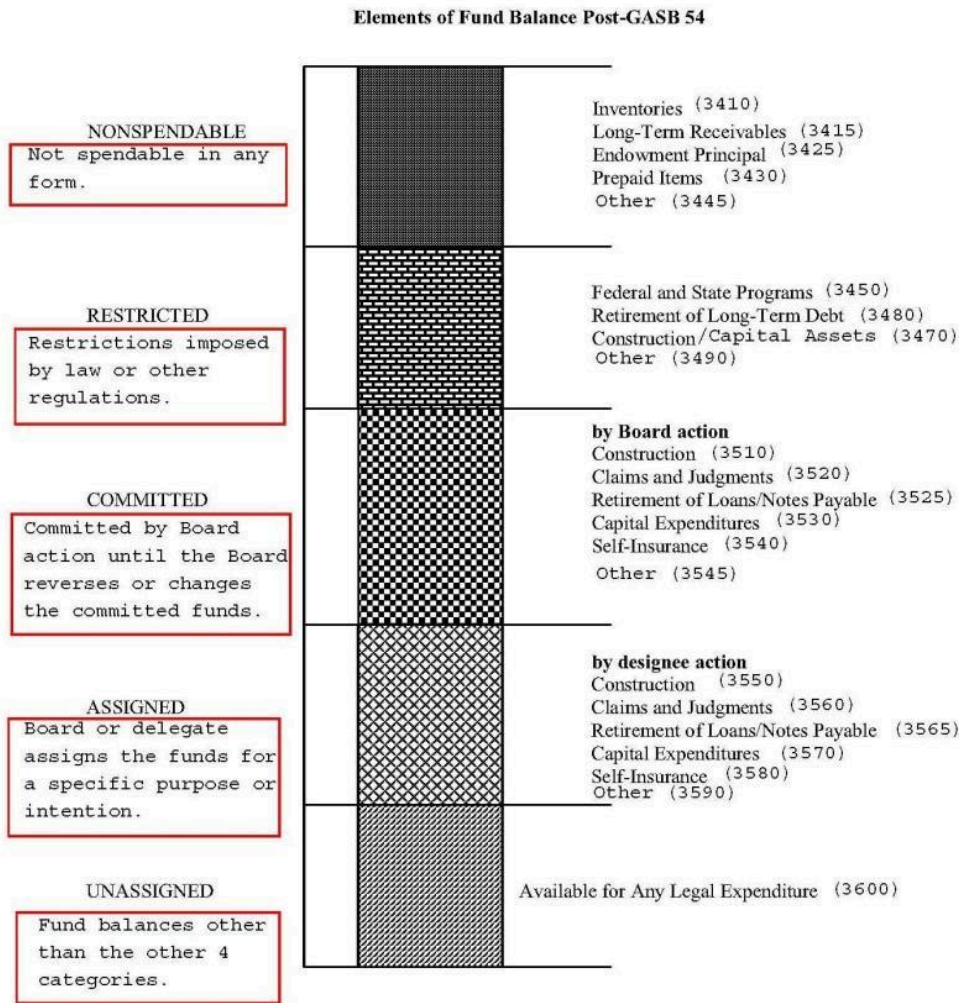 Elements of Fund Balance Post-GASB 54
NONSPENDABLE
Not spendable in any
form.
Inventories (3410)
Long-Term Receivables (3415)
Endowment Principal (3425)
Prepaid Items (3430)
Other (3445)
RESTRICTED
Restrictions imposed
by law or other
regulations.
Federal and State Programs (3450)
Retirement of Long-Term Debt (3480)
Construction/Capital Assets (3470)
Other (3490)
COMMITTED
Committed by Board
action until the Board
reverses or changes
the committed funds.
by Board action
Construction (3510)
Claims and Judgments (3520)
Retirement of Loans/Notes Payable (3525)
Capital Expenditures (3530)
Self-Insurance (3540)
Other (3545)
ASSIGNED
Board or delegate
assigns the funds for
a specific purpose or
intention.
by designee action
Construction (3550)
Claims and Judgments (3560)
Retirement of Loans/Notes Payable (3565)
Capital Expenditures (3570)
Self-Insurance (3580)
Other (3590)
UNASSIGNED
Fund balances other
than the other 4
categories.
Available for Any Legal Expenditure (3600)